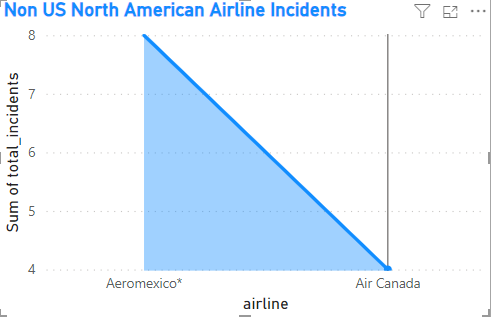 Non US North American Airline Incidents
8
7
6
5
4
Sum of total_incidents
Aeromexico* Air Canada
airline